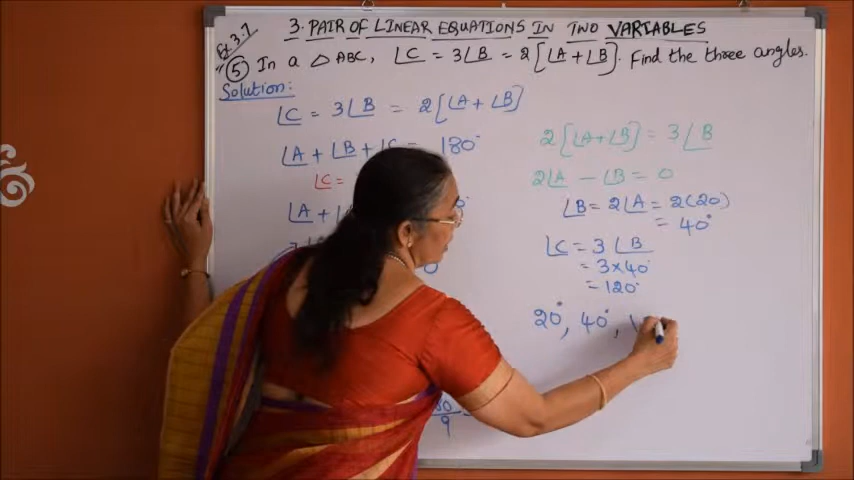 3. PAIR OF LINEAR EQUATIONS IN TWO VARIABLES
Ex 3.7
(5) In a △ ABC, ∠C = 3∠B = 2[∠A + ∠B]. Find the three angles.
Solution:
∠C = 3∠B = 2[∠A + ∠B]
∠A + ∠B + ∠C = 180°
∠C =
∠A +
9
2[∠A+∠B] = 3∠B
2∠A - ∠B = 0
∠B = 2∠A = 2(20)
= 40°
∠C = 3∠B
= 3×40°
= 120°
20°, 40°, 1